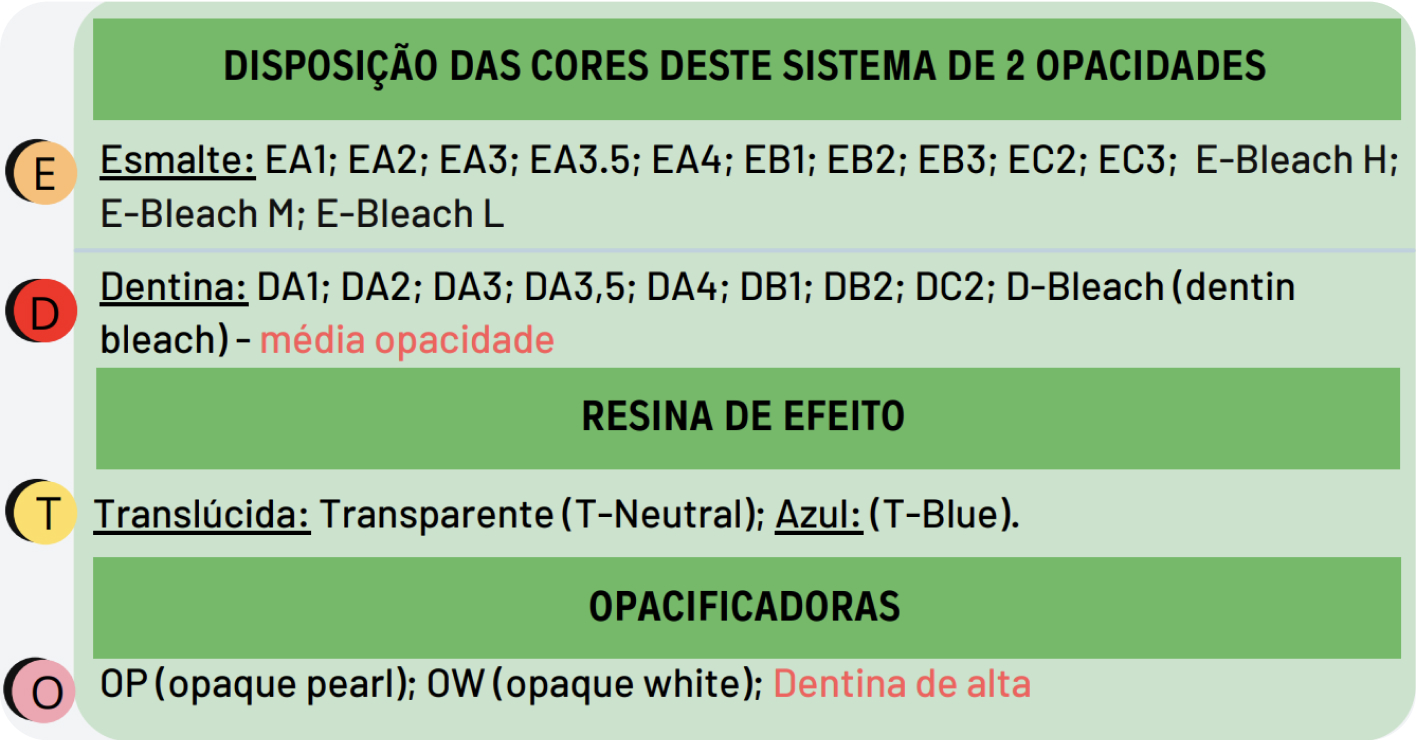 DISPOSIÇÃO DAS CORES DESTE SISTEMA DE 2 OPACIDADES
E
Esmalte: EA1; EA2; EA3; EA3.5; EA4; EB1; EB2; EB3; EC2; EC3; E-Bleach H;
E-Bleach M; E-Bleach L
D
Dentina: DA1; DA2; DA3; DA3,5; DA4; DB1; DB2; DC2; D-Bleach (dentin
bleach) - média opacidade
RESINA DE EFEITO
T
Translúcida: Transparente (T-Neutral); Azul: (T-Blue).
OPACIFICADORAS
O
OP (opaque pearl); OW (opaque white); Dentina de alta